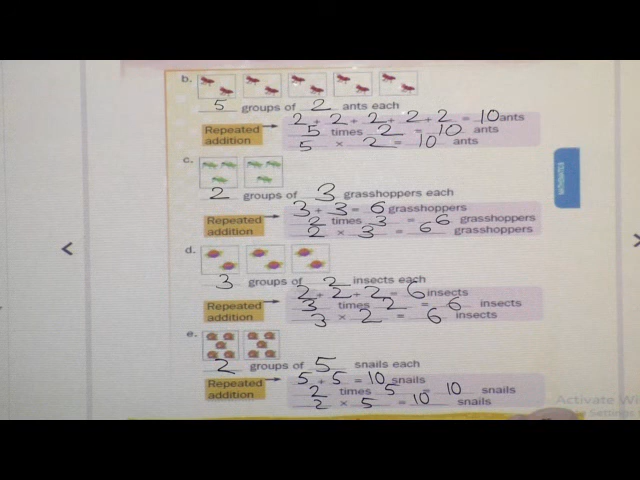 b.
5 groups of 2 ants each
Repeated addition
2 + 2 + 2 + 2 + 2 = 10 ants
5 times 2 = 10 ants
5 × 2 = 10 ants
c.
2 groups of 3 grasshoppers each
Repeated addition
3 + 3 = 6 grasshoppers
2 times 3 = 6 grasshoppers
2 × 3 = 6 grasshoppers
d.
3 groups of 2 insects each
Repeated addition
2 + 2 + 2 = 6 insects
3 times 2 = 6 insects
3 × 2 = 6 insects
e.
2 groups of 5 snails each
Repeated addition
5 + 5 = 10 snails
2 times 5 = 10 snails
2 × 5 = 10 snails
Activate Wi
Settings